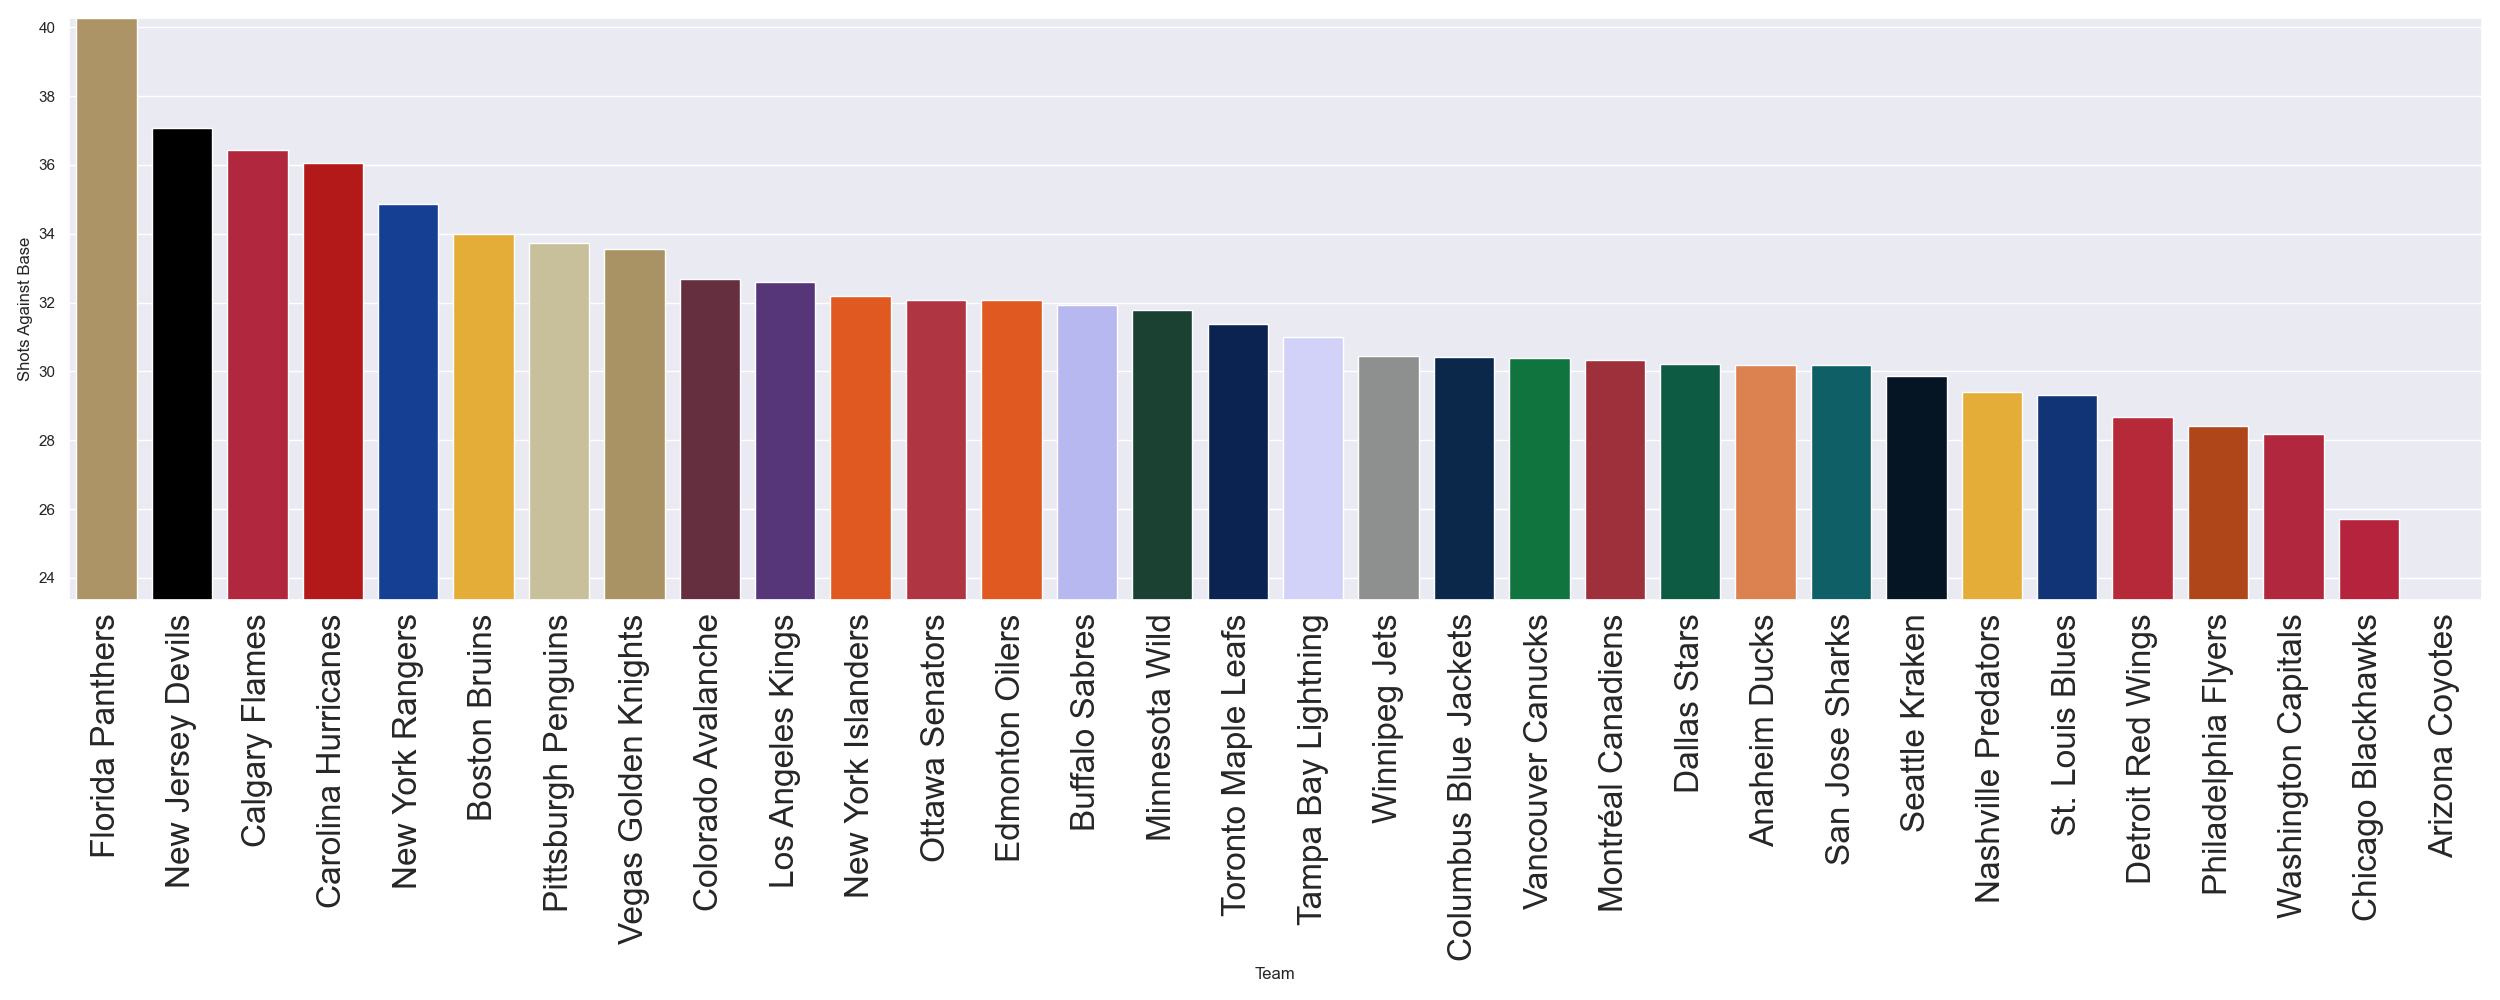 40
38
36
34
32
30
28
26
24
Shots Against Base
Florida Panthers
New Jersey Devils
Calgary Flames
Carolina Hurricanes
New York Rangers
Boston Bruins
Pittsburgh Penguins
Vegas Golden Knights
Colorado Avalanche
Los Angeles Kings
New York Islanders
Ottawa Senators
Edmonton Oilers
Buffalo Sabres
Minnesota Wild
Toronto Maple Leafs
Tampa Bay Lightning
Winnipeg Jets
Columbus Blue Jackets
Vancouver Canucks
Montréal Canadiens
Dallas Stars
Anaheim Ducks
San Jose Sharks
Seattle Kraken
Nashville Predators
St. Louis Blues
Detroit Red Wings
Philadelphia Flyers
Washington Capitals
Chicago Blackhawks
Arizona Coyotes
Team